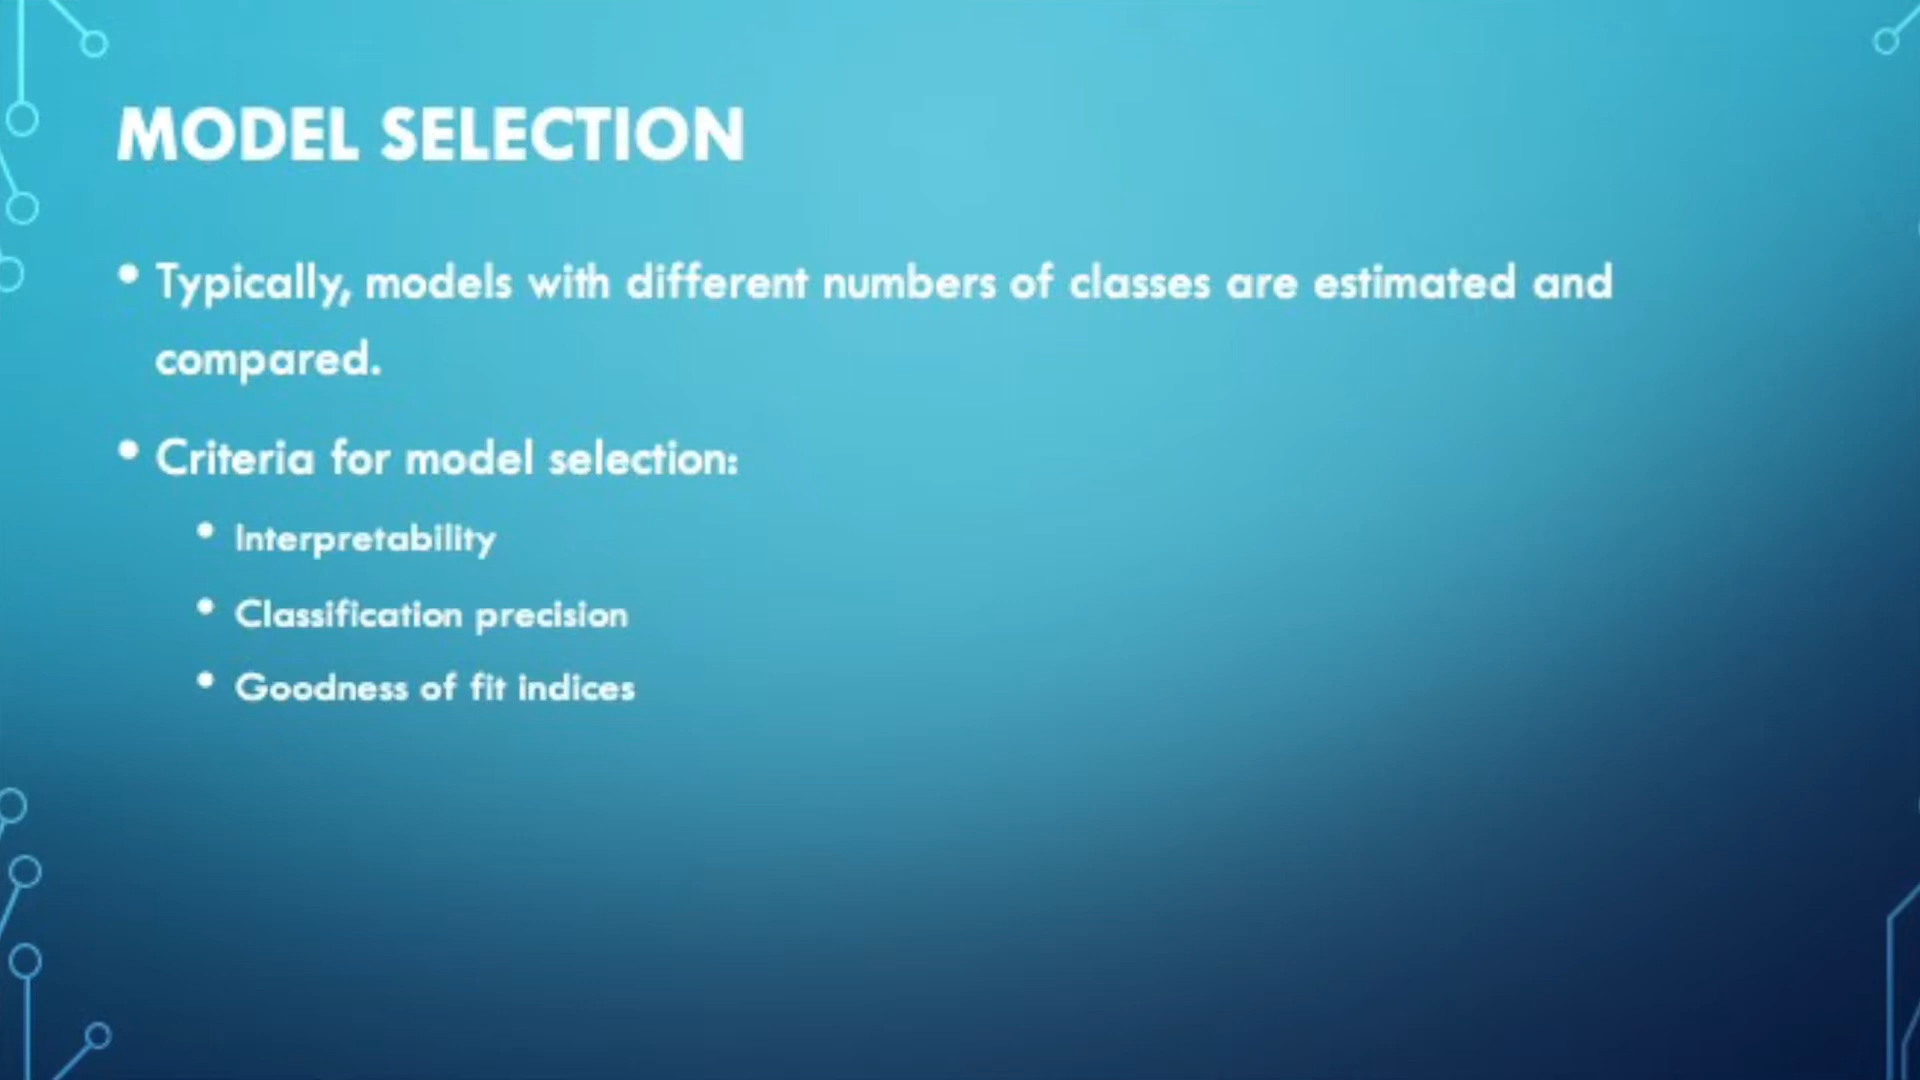 MODEL SELECTION
• Typically, models with different numbers of classes are estimated and
compared.
• Criteria for model selection:
• Interpretability
• Classification precision
• Goodness of fit indices